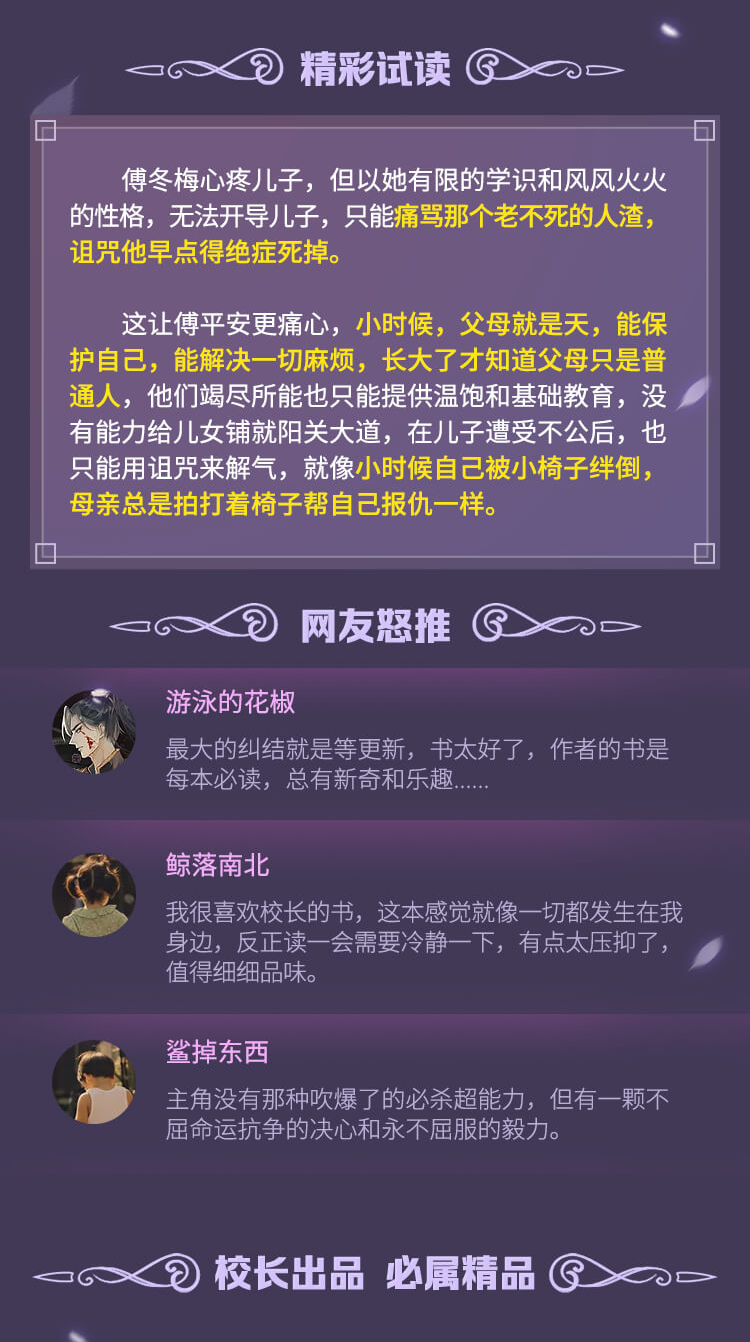 精彩试读
傅冬梅心疼儿子，但以她有限的学识和风风火火
的性格，无法开导儿子，只能痛骂那个老不死的人渣，
诅咒他早点得绝症死掉。
这让傅平安更痛心，小时候，父母就是天，能保
护自己，能解决一切麻烦，长大了才知道父母只是普
通人，他们竭尽所能也只能提供温饱和基础教育，没
有能力给儿女铺就阳关大道，在儿子遭受不公后，也
只能用诅咒来解气，就像小时候自己被小椅子绊倒，
母亲总是拍打着椅子帮自己报仇一样。
网友怒推
游泳的花椒
最大的纠结就是等更新，书太好了，作者的书是
每本必读，总有新奇和乐趣......
鲸落南北
我很喜欢校长的书，这本感觉就像一切都发生在我
身边，反正读一会需要冷静一下，有点太压抑了，
值得细细品味。
鲨掉东西
主角没有那种吹爆了的必杀超能力，但有一颗不
屈命运抗争的决心和永不屈服的毅力。
校长出品 必属精品